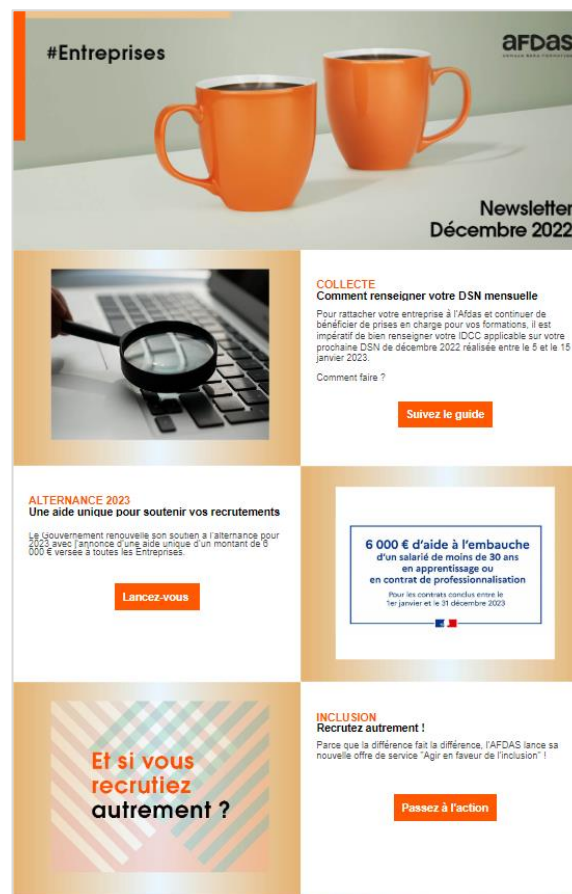 #Entreprises
aFDas
Newsletter
Décembre 2022
COLLECTE
Comment renseigner votre DSN mensuelle
Pour rattacher votre entreprise à l'Afdas et continuer de
bénéficier de prises en charge pour vos formations, il est
impératif de bien renseigner votre IDCC applicable sur votre
prochaine DSN de décembre 2022 réalisée entre le 5 et le 15
janvier 2023.
Comment faire ?
Suivez le guide
ALTERNANCE 2023
Une aide unique pour soutenir vos recrutements
Le Gouvernement renouvelle son soutien à l'alternance pour
2023 avec l'annonce d'une aide unique d'un montant de 6
000 € versée à toutes les Entreprises.
Lancez-vous
6 000 € d'aide à l'embauche
d'un salarié de moins de 30 ans
en apprentissage ou
en contrat de professionnalisation
Pour les contrats conclus entre le
1er janvier et le 31 décembre 2023
Et si vous
recrutiez
autrement ?
INCLUSION
Recrutez autrement !
Parce que la différence fait la différence, l'AFDAS lance sa
nouvelle offre de service "Agir en faveur de l'inclusion" !
Passez à l'action